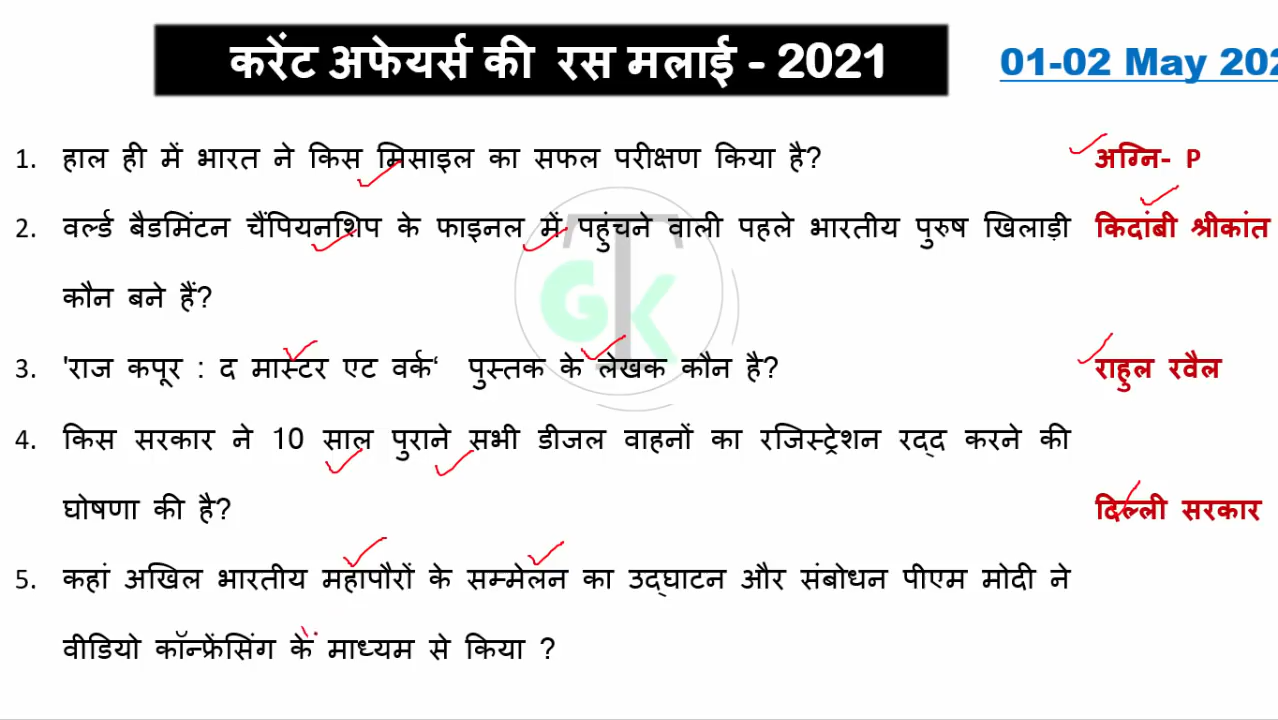 करेंट अफेयर्स की रस मलाई - 2021
01-02 May 202
1. हाल ही में भारत ने किस मिसाइल का सफल परीक्षण किया है? अग्नि- P
2. वर्ल्ड बैडमिंटन चैंपियनशिप के फाइनल में पहुंचने वाली पहले भारतीय पुरुष खिलाड़ी किदांबी श्रीकांत
कौन बने हैं?
3. 'राज कपूर : द मास्टर एट वर्क‘ पुस्तक के लेखक कौन है? राहुल रवैल
4. किस सरकार ने 10 साल पुराने सभी डीजल वाहनों का रजिस्ट्रेशन रद्द करने की
घोषणा की है? दिल्ली सरकार
5. कहां अखिल भारतीय महापौरों के सम्मेलन का उद्घाटन और संबोधन पीएम मोदी ने
वीडियो कॉन्फ्रेंसिंग के माध्यम से किया ?
GTK